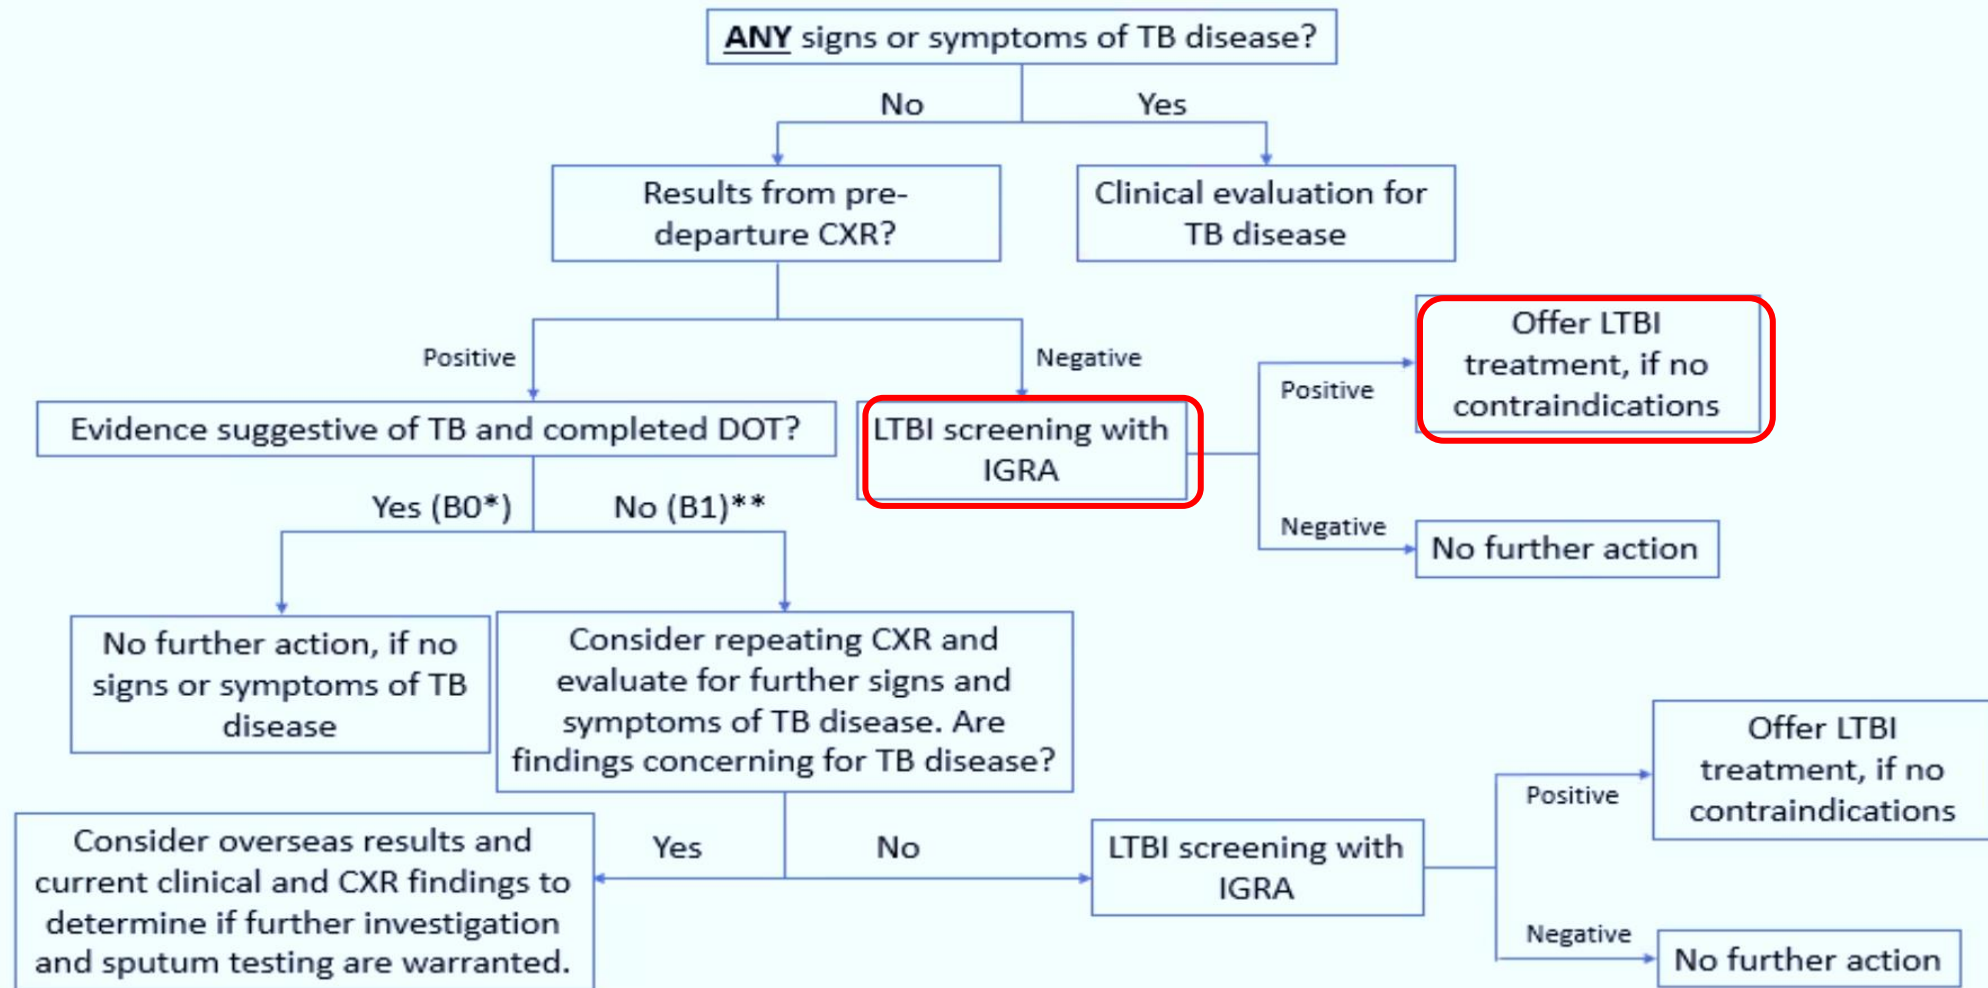 ANY signs or symptoms of TB disease?
No
Yes
Results from pre-
departure CXR?
Clinical evaluation for
TB disease
Positive
Negative
Evidence suggestive of TB and completed DOT?
LTBI screening with
IGRA
Positive
Offer LTBI
treatment, if no
contraindications
Negative
No further action
Yes (B0*)
No (B1)**
No further action, if no
signs or symptoms of TB
disease
Consider repeating CXR and
evaluate for further signs and
symptoms of TB disease. Are
findings concerning for TB disease?
Yes
No
Consider overseas results and
current clinical and CXR findings to
determine if further investigation
and sputum testing are warranted.
LTBI screening with
IGRA
Positive
Offer LTBI
treatment, if no
contraindications
Negative
No further action